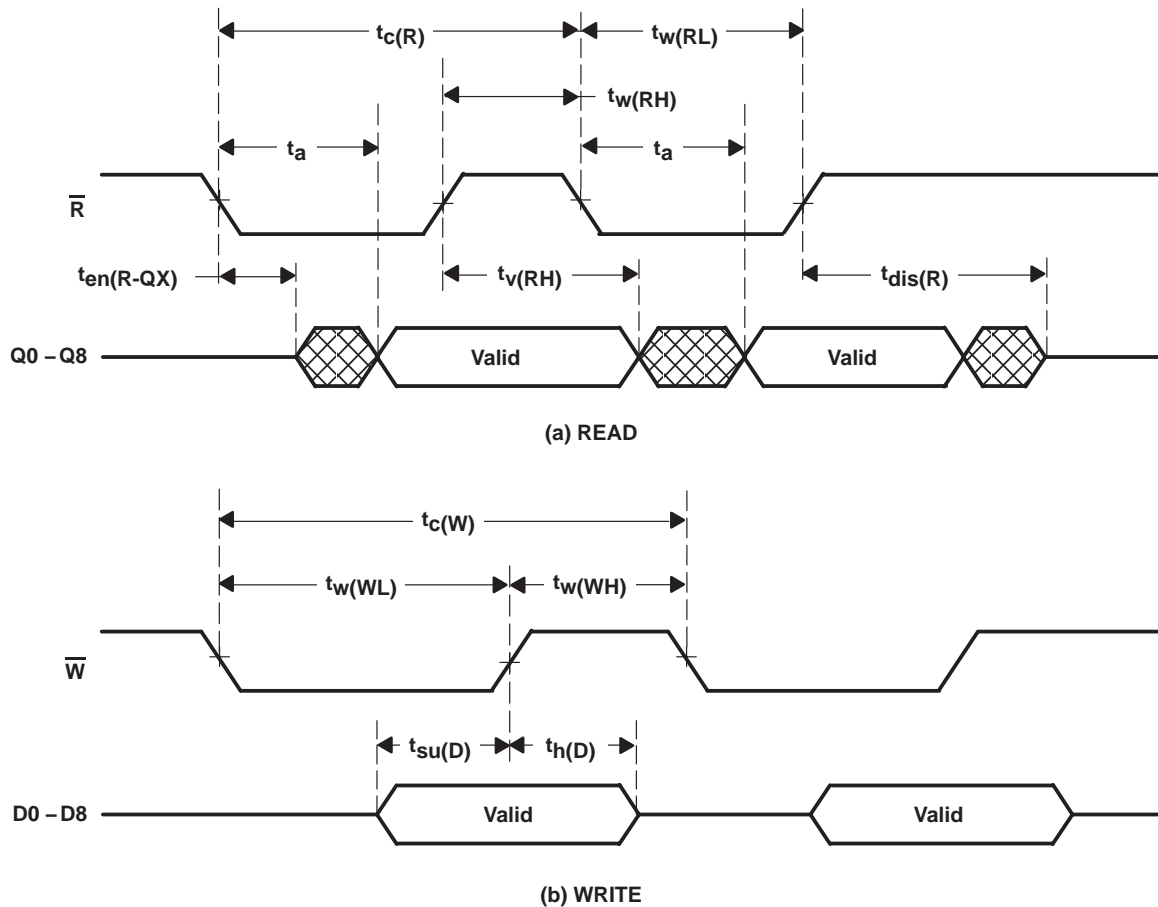 tc(R)
tw(RL)
tw(RH)
ta
ta
R̅
ten(R-QX)
tv(RH)
tdis(R)
Q0 – Q8
Valid
Valid
(a) READ
tc(W)
tw(WL)
tw(WH)
W̅
tsu(D)
th(D)
D0 – D8
Valid
Valid
(b) WRITE